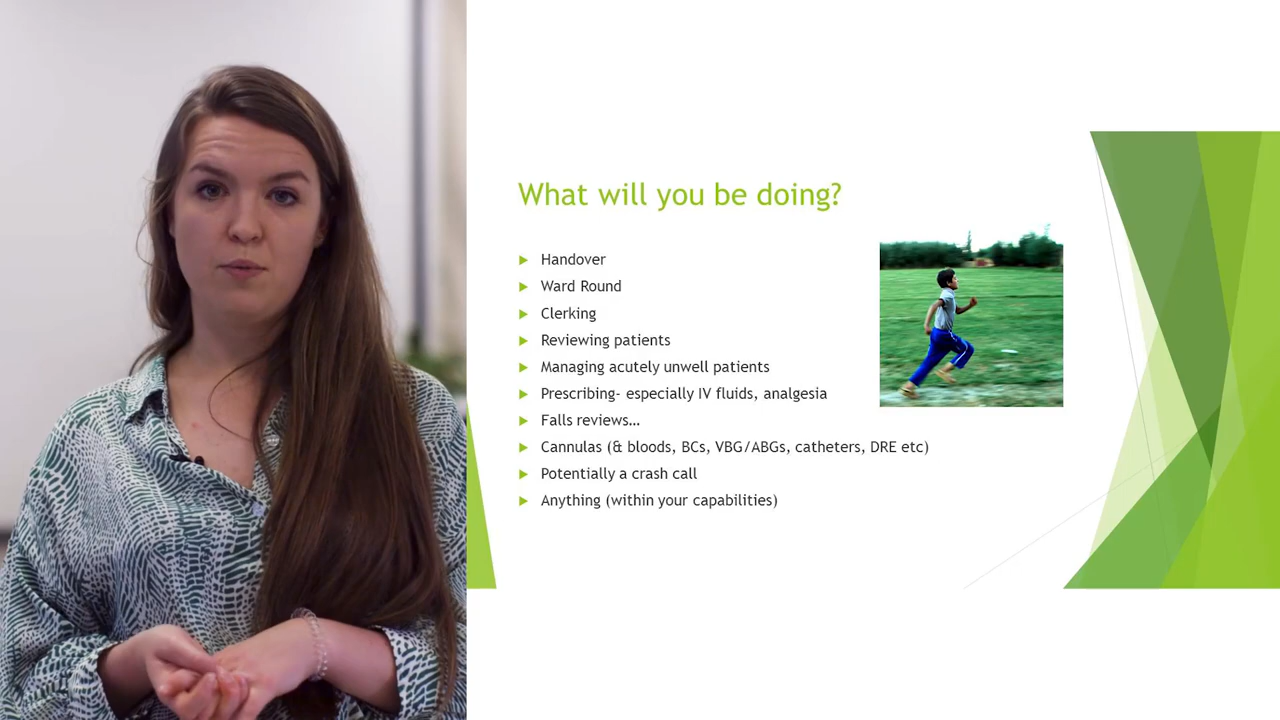 What will you be doing?
Handover
Ward Round
Clerking
Reviewing patients
Managing acutely unwell patients
Prescribing- especially IV fluids, analgesia
Falls reviews…
Cannulas (& bloods, BCs, VBG/ABGs, catheters, DRE etc)
Potentially a crash call
Anything (within your capabilities)